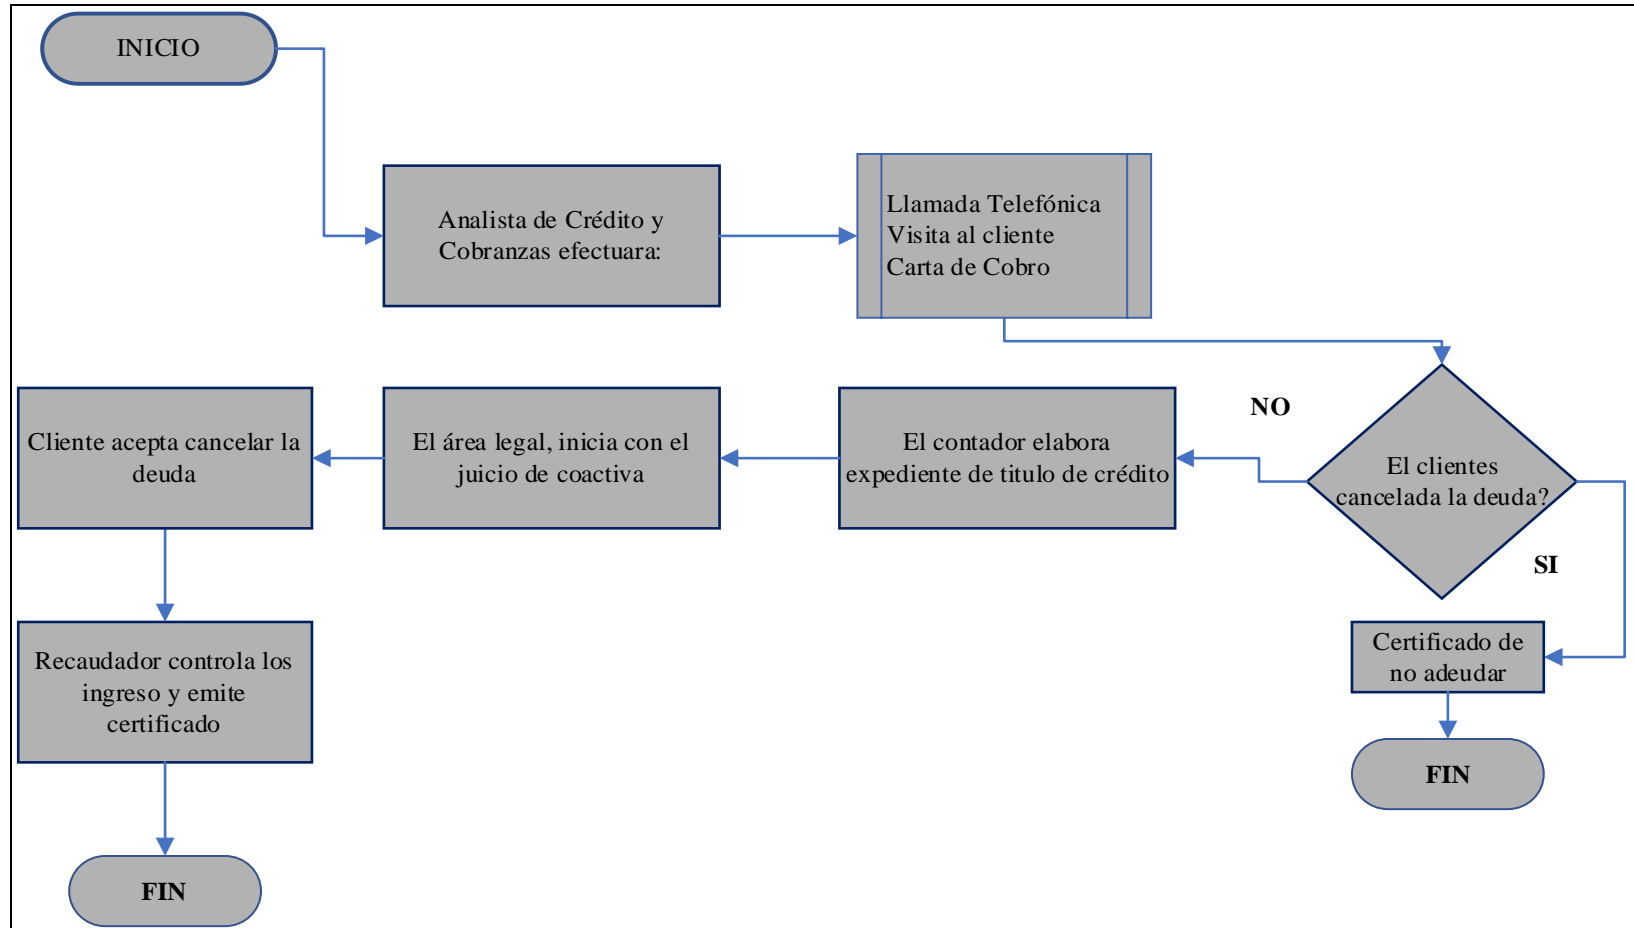 INICIO
Analista de Crédito y
Cobranzas efectuara:
Llamada Telefónica
Visita al cliente
Carta de Cobro
El clientes
cancelada la deuda?
NO
El contador elabora
expediente de titulo de crédito
El área legal, inicia con el
juicio de coactiva
Cliente acepta cancelar la
deuda
Recaudador controla los
ingreso y emite
certificado
FIN
SI
Certificado de
no adeudar
FIN